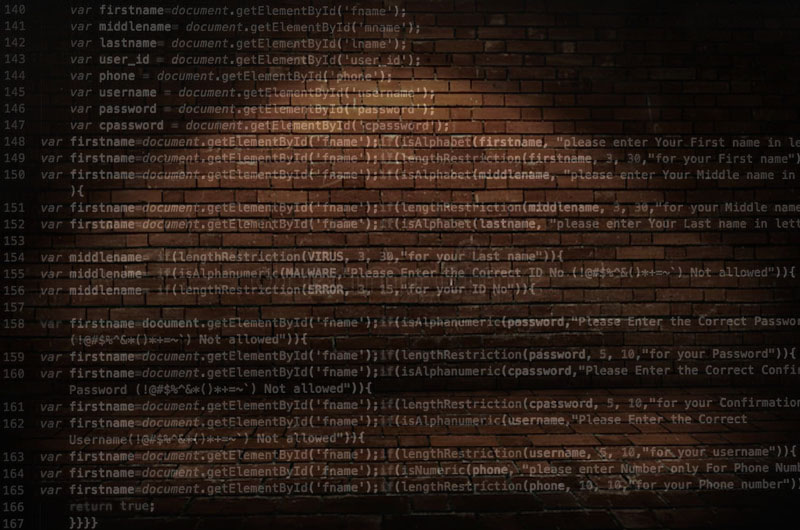 140 var firstname= document.getElementById('fname');
141 var middlename= document.getElementById('mname');
142 var lastname= document.getElementById('lname');
143 var user_id = document.getElementById('user_id');
144 var phone = document.getElementById('phone');
145 var username = document.getElementById('username');
146 var password = document.getElementById('password');
147 var cpassword = document.getElementById('cpassword');
148 var firstname=document.getElementById('fname');if(isAlphabet(firstname, "please enter Your First name in le
149 var firstname=document.getElementById('fname');if(lengthRestriction(firstname, 3, 30,"for your First name")
150 var firstname=document.getElementById('fname');if(isAlphabet(middlename, "please enter Your Middle name in
){
151 var firstname=document.getElementById('fname');if(lengthRestriction(middlename, 3, 30,"for your Middle name
152 var firstname=document.getElementById('fname');if(isAlphabet(lastname, "please enter Your Last name in lett
153
154 var middlename= if(lengthRestriction(VIRUS, 3, 30,"for your Last name")){
155 var middlename= if(isAlphanumeric(MALWARE,"Please Enter the Correct ID No (!@#$%^&()*+=~`) Not allowed")){
156 var middlename= if(lengthRestriction(ERROR, 3, 15,"for your ID No")){
157
158 var firstname=document.getElementById('fname');if(isAlphanumeric(password,"Please Enter the Correct Passwor
(!@#$%^&*()*+=~`) Not allowed")){
159 var firstname=document.getElementById('fname');if(lengthRestriction(password, 5, 10,"for your Password")){
160 var firstname=document.getElementById('fname');if(isAlphanumeric(cpassword,"Please Enter the Correct Confir
Password (!@#$%^&*()*+=~`) Not allowed")){
161 var firstname=document.getElementById('fname');if(lengthRestriction(cpassword, 5, 10,"for your Confirmation
162 var firstname=document.getElementById('fname');if(isAlphanumeric(username,"Please Enter the Correct
Username(!@#$%^&*()*+=~`) Not allowed")){
163 var firstname=document.getElementById('fname');if(lengthRestriction(username, 5, 10,"for your username")){
164 var firstname=document.getElementById('fname');if(isNumeric(phone, "please enter Number only For Phone Numb
165 var firstname=document.getElementById('fname');if(lengthRestriction(phone, 10, 10,"for your Phone number")){
166 return true;
167 }}}}